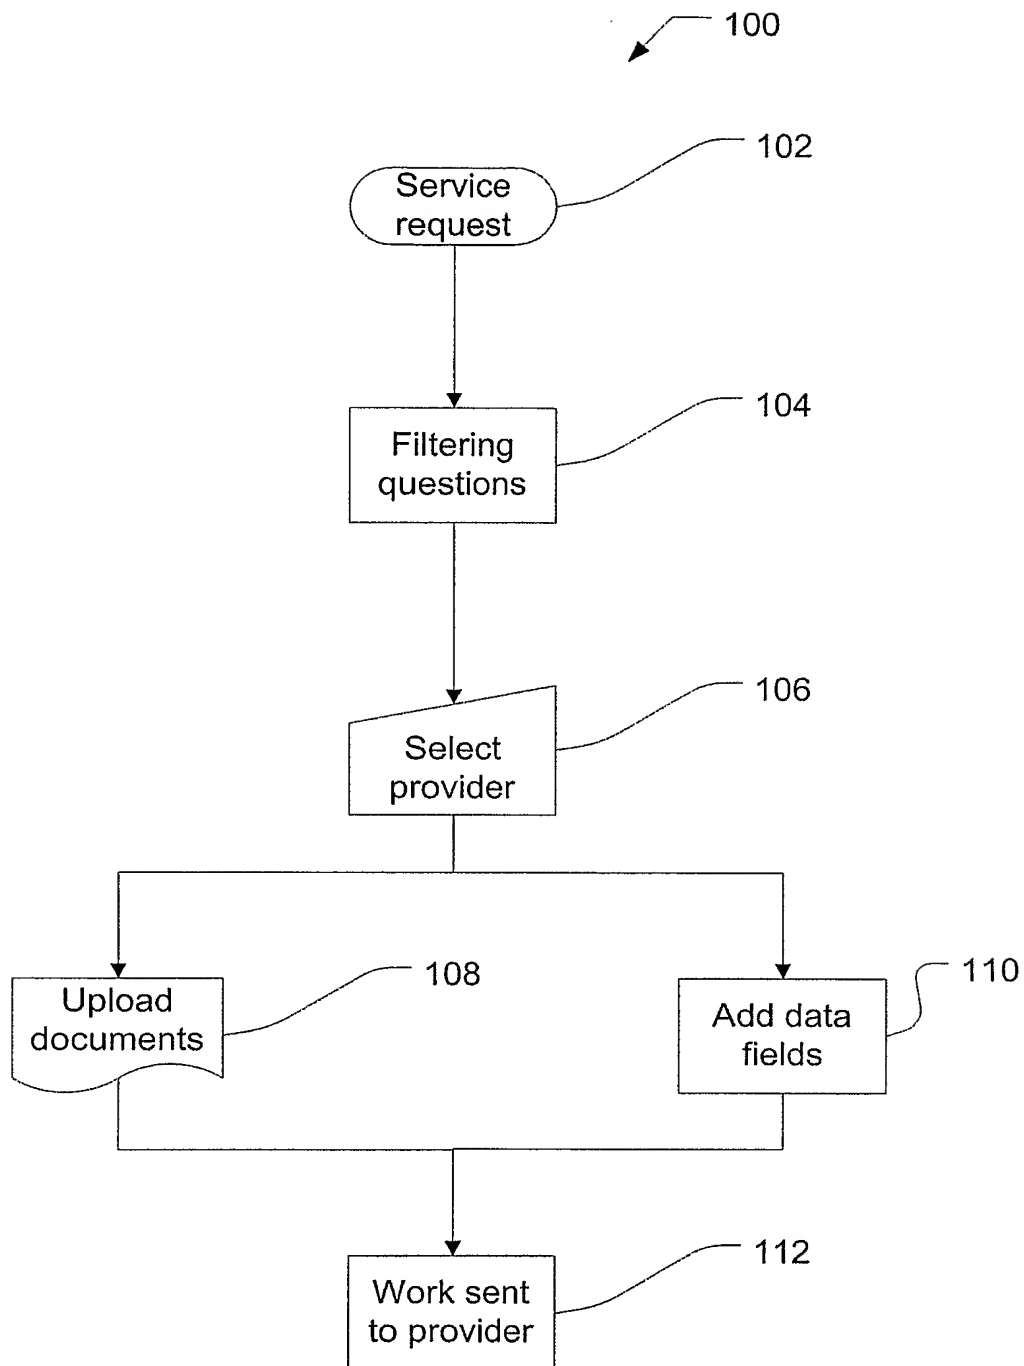 100
102
Service
request
104
Filtering
questions
106
Select
provider
108
Upload
documents
110
Add data
fields
112
Work sent
to provider